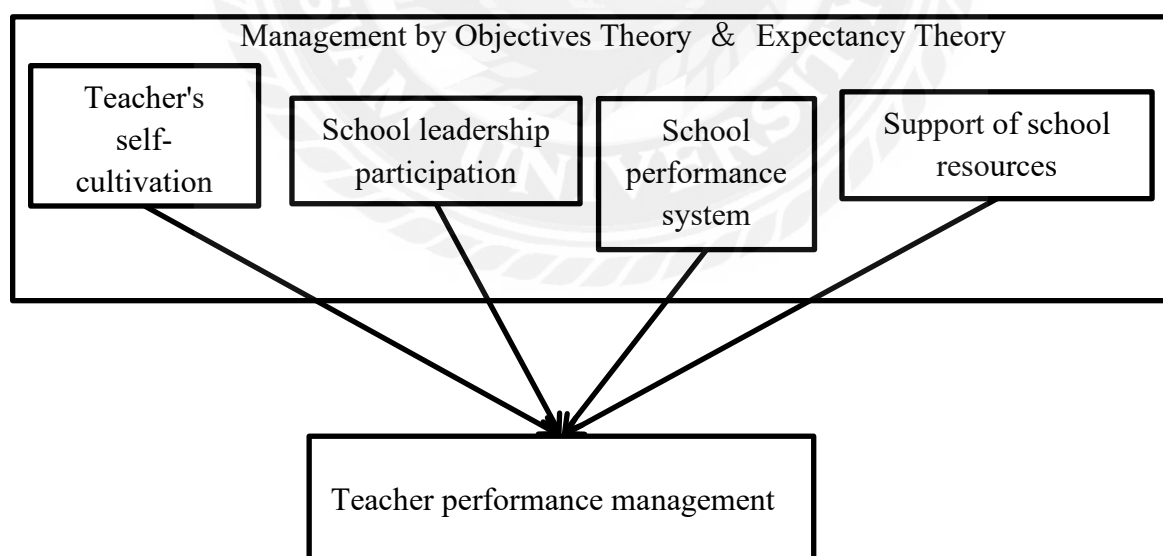 Management by Objectives Theory & Expectancy Theory
Teacher's
self-
cultivation
School leadership
participation
School
performance
system
Support of school
resources
Teacher performance management